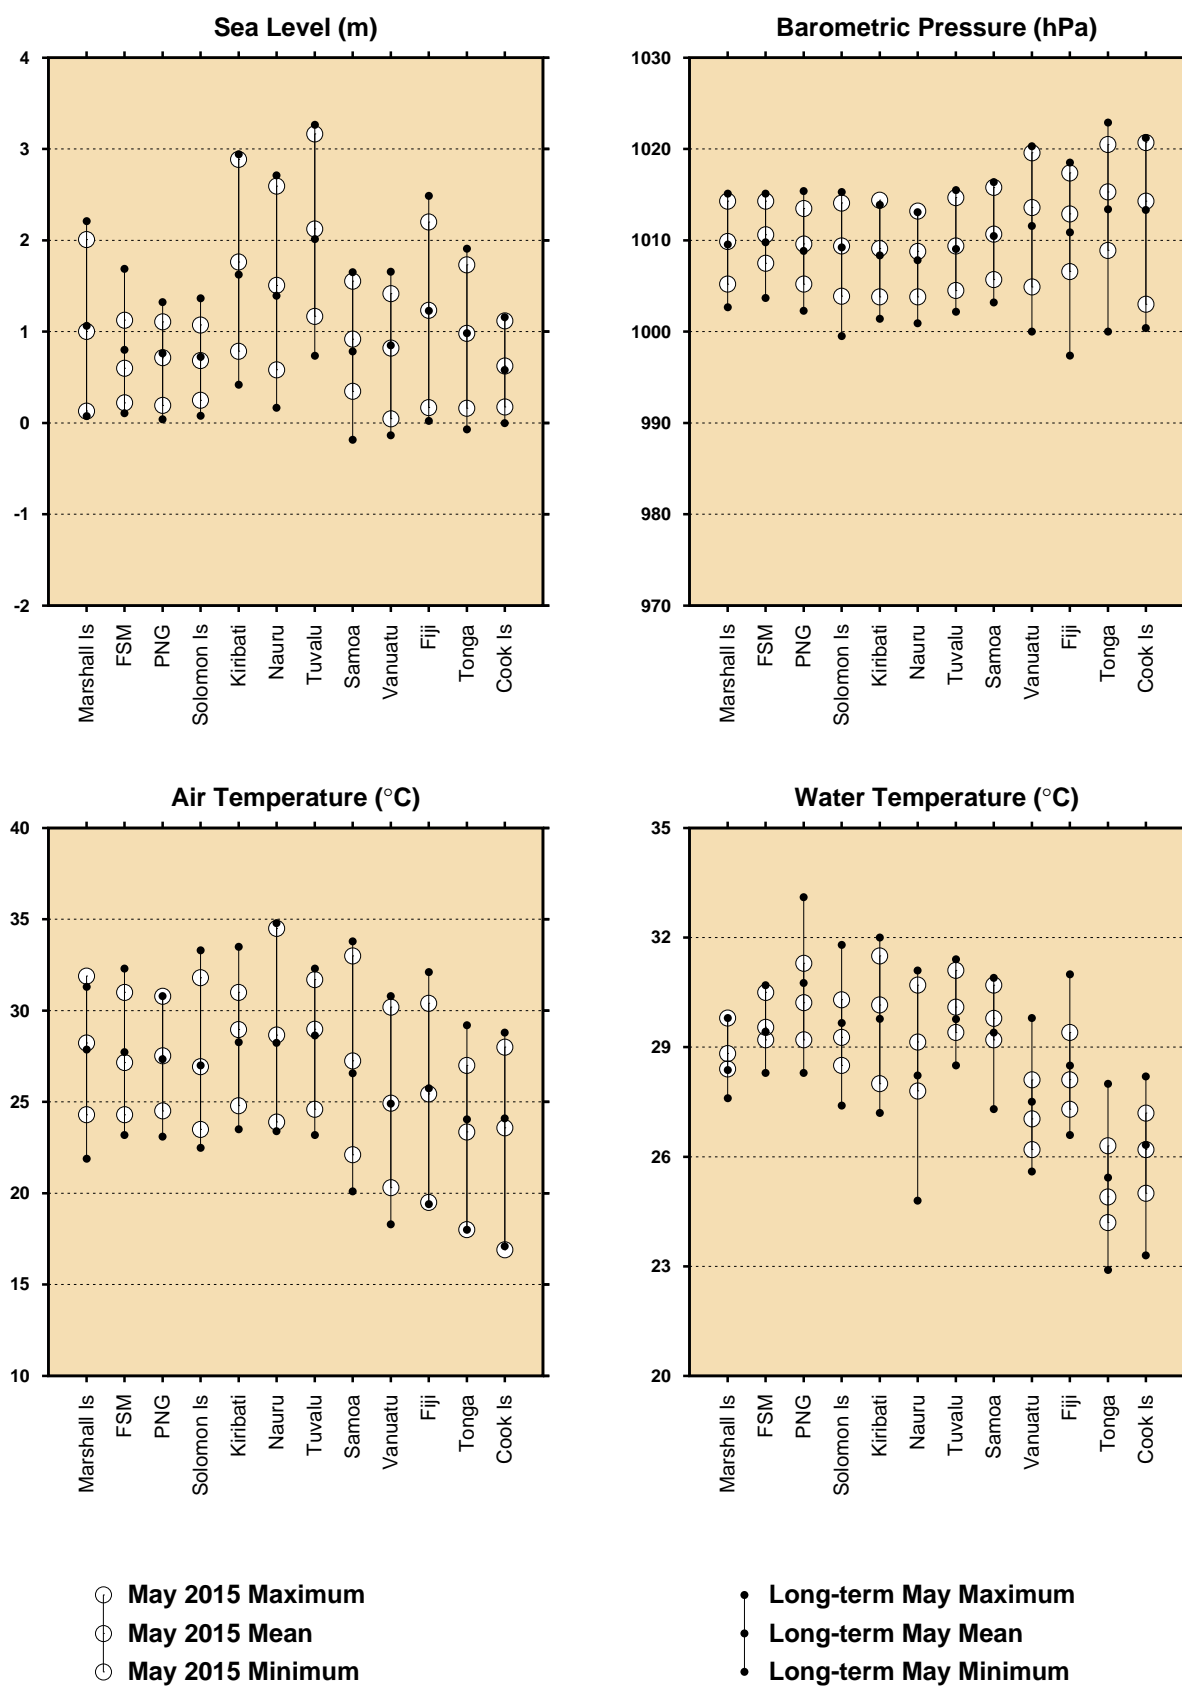 Sea Level (m)
4
3
2
1
0
-1
-2
Marshall Is
FSM
PNG
Solomon Is
Kiribati
Nauru
Tuvalu
Samoa
Vanuatu
Fiji
Tonga
Cook Is
Barometric Pressure (hPa)
1030
1020
1010
1000
990
980
970
Marshall Is
FSM
PNG
Solomon Is
Kiribati
Nauru
Tuvalu
Samoa
Vanuatu
Fiji
Tonga
Cook Is
Air Temperature (°C)
40
35
30
25
20
15
10
Marshall Is
FSM
PNG
Solomon Is
Kiribati
Nauru
Tuvalu
Samoa
Vanuatu
Fiji
Tonga
Cook Is
Water Temperature (°C)
35
32
29
26
23
20
Marshall Is
FSM
PNG
Solomon Is
Kiribati
Nauru
Tuvalu
Samoa
Vanuatu
Fiji
Tonga
Cook Is
May 2015 Maximum
May 2015 Mean
May 2015 Minimum
Long-term May Maximum
Long-term May Mean
Long-term May Minimum